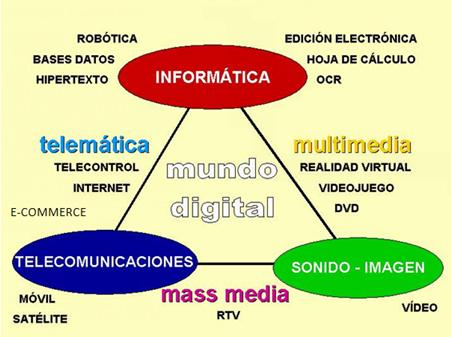 ROBÓTICA
BASES DATOS
HIPERTEXTO
INFORMÁTICA
EDICIÓN ELECTRÓNICA
HOJA DE CÁLCULO
OCR
telemática
TELECONTROL
INTERNET
E-COMMERCE
mundo
digital
multimedia
REALIDAD VIRTUAL
VIDEOJUEGO
DVD
TELECOMUNICACIONES
MÓVIL
SATÉLITE
mass media
RTV
SONIDO - IMAGEN
VÍDEO